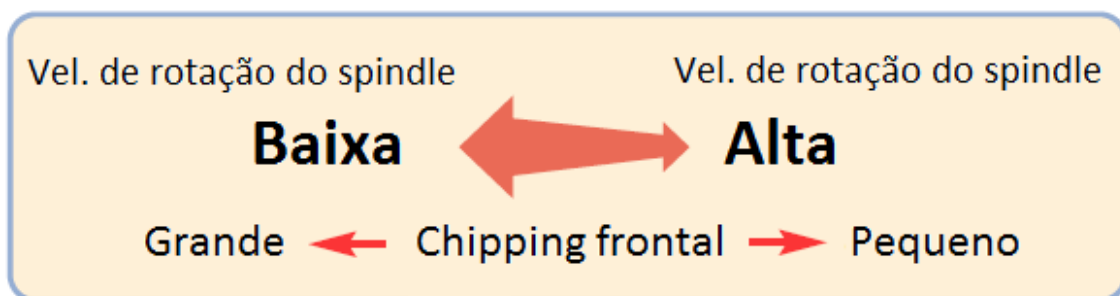 Vel. de rotação do spindle
Vel. de rotação do spindle
Baixa
Alta
Grande
Chipping frontal
Pequeno